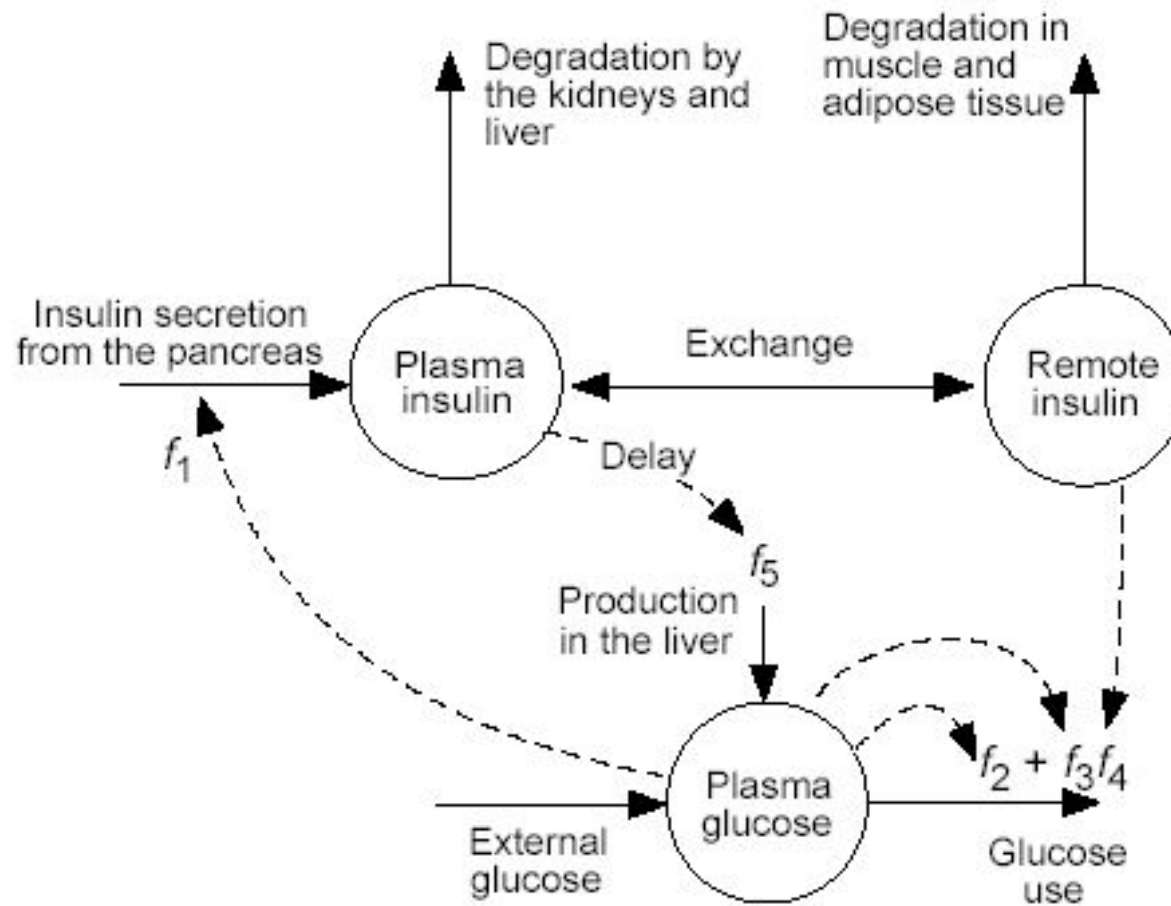 Degradation by
the kidneys and
liver
Degradation in
muscle and
adipose tissue
Insulin secretion
from the pancreas
Plasma
insulin
Exchange
Remote
insulin
f1
Delay
f5
Production
in the liver
f2 + f3f4
Plasma
glucose
External
glucose
Glucose
use